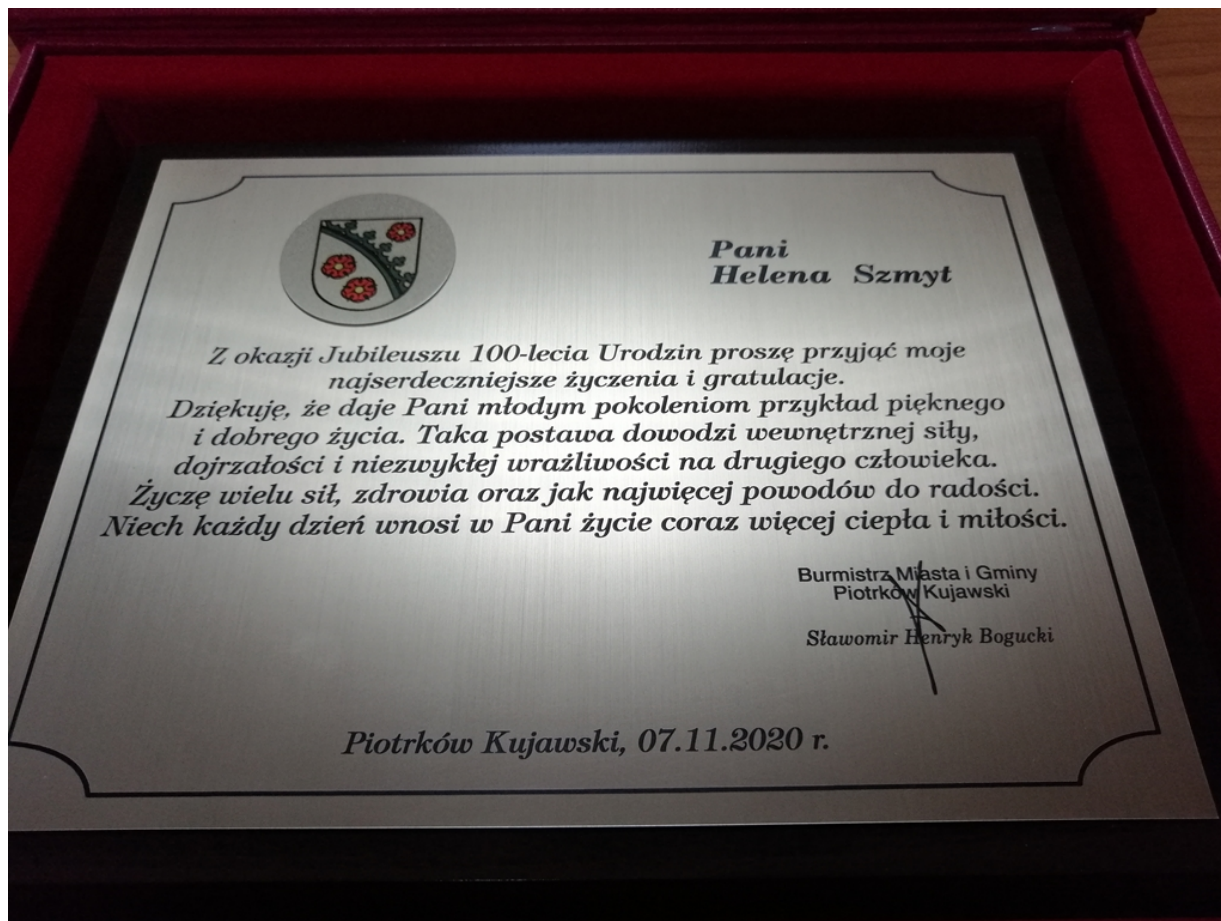 Pani
Helena Szmyt
Z okazji Jubileuszu 100-lecia Urodzin proszę przyjąć moje
najserdeczniejsze życzenia i gratulacje.
Dziękuję, że daje Pani młodym pokoleniom przykład pięknego
i dobrego życia. Taka postawa dowodzi wewnętrznej siły,
dojrzałości i niezwykłej wrażliwości na drugiego człowieka.
Życzę wielu sił, zdrowia oraz jak najwięcej powodów do radości.
Niech każdy dzień wnosi w Pani życie coraz więcej ciepła i miłości.
Burmistrz Miasta i Gminy
Piotrków Kujawski
Sławomir Henryk Bogucki
Piotrków Kujawski, 07.11.2020 r.